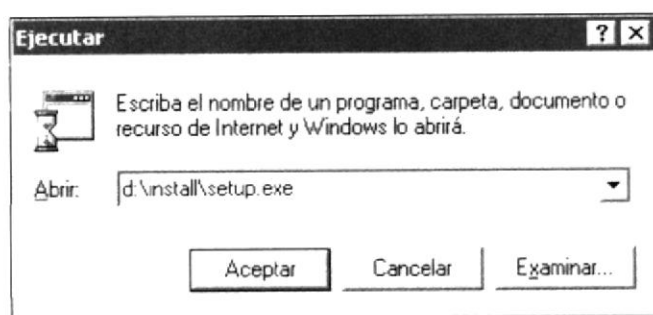 Ejecutar
Escriba el nombre de un programa, carpeta, documento o
recurso de Internet y Windows lo abrirá.
Abrir: d:\install\setup.exe
Aceptar Cancelar Examinar...